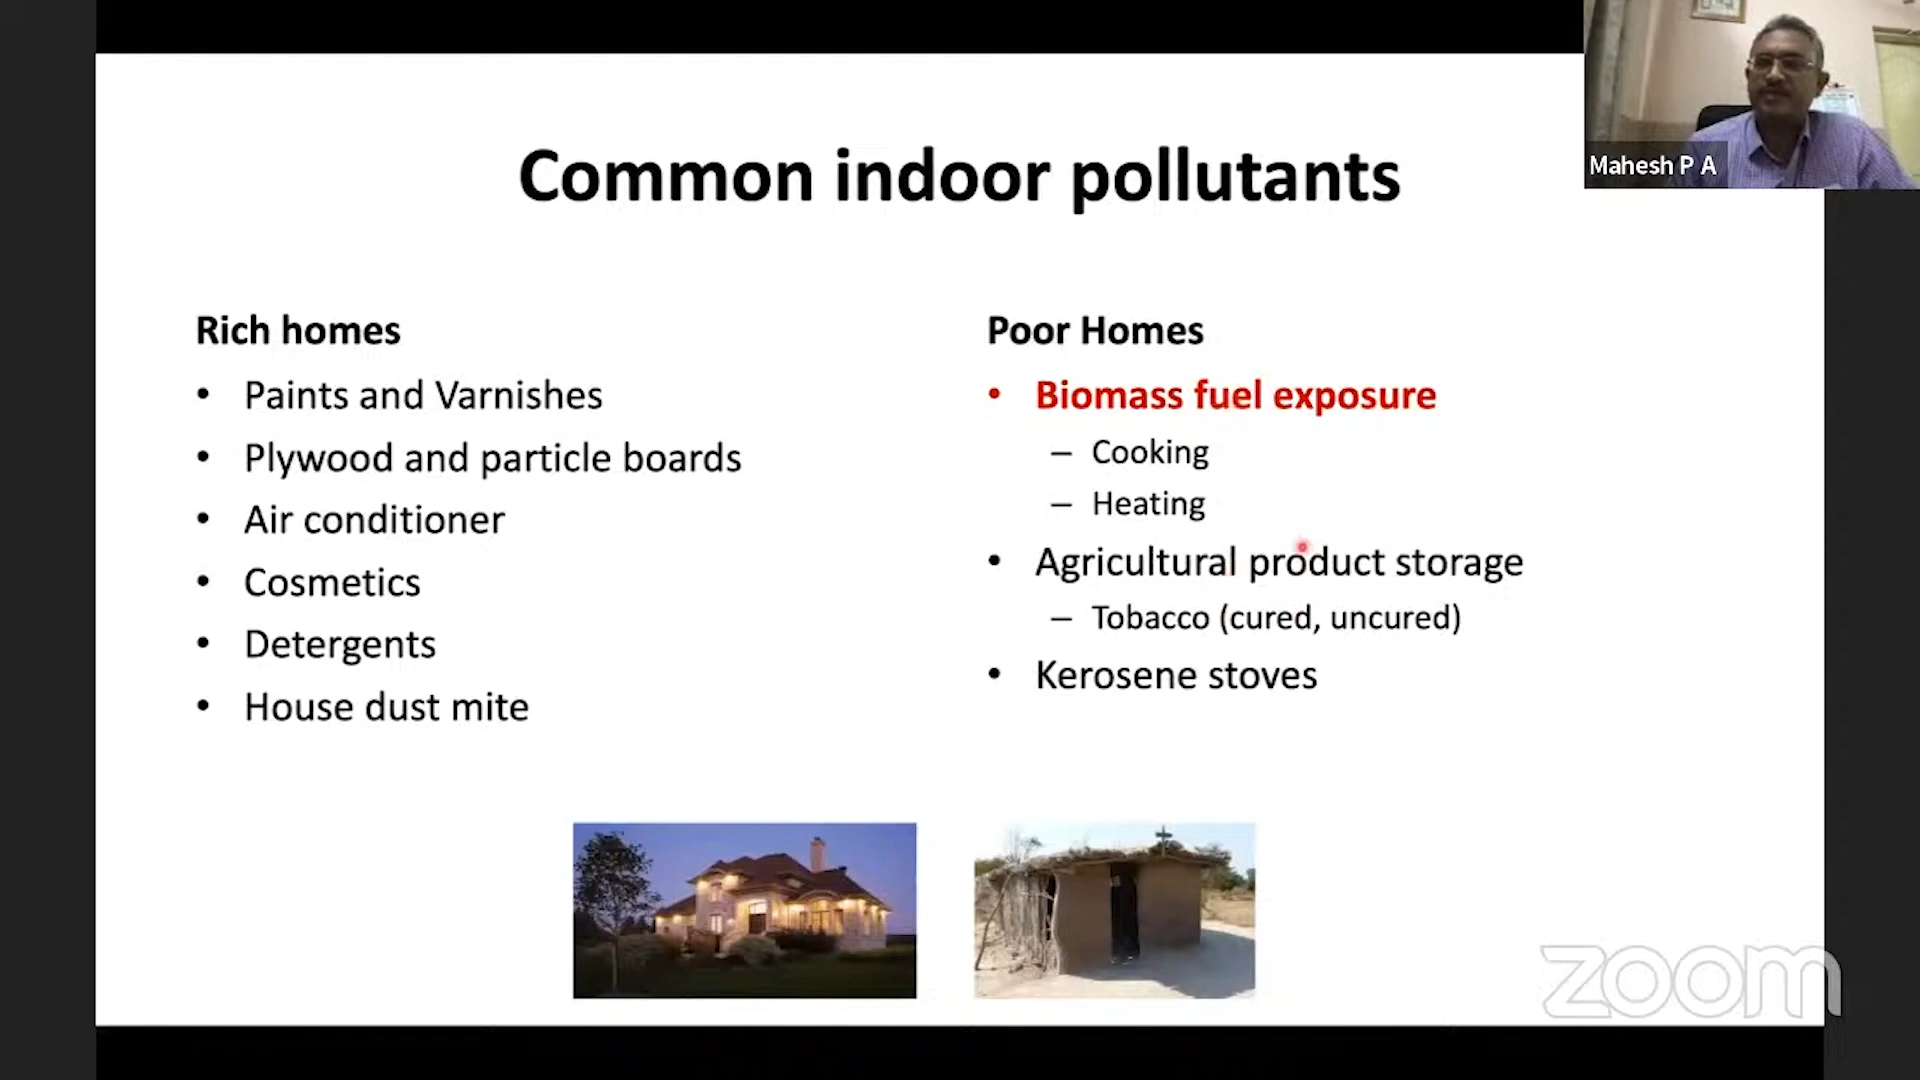 Common indoor pollutants
Mahesh P A
Rich homes
• Paints and Varnishes
• Plywood and particle boards
• Air conditioner
• Cosmetics
• Detergents
• House dust mite
Poor Homes
• Biomass fuel exposure
– Cooking
– Heating
• Agricultural product storage
– Tobacco (cured, uncured)
• Kerosene stoves
zoom